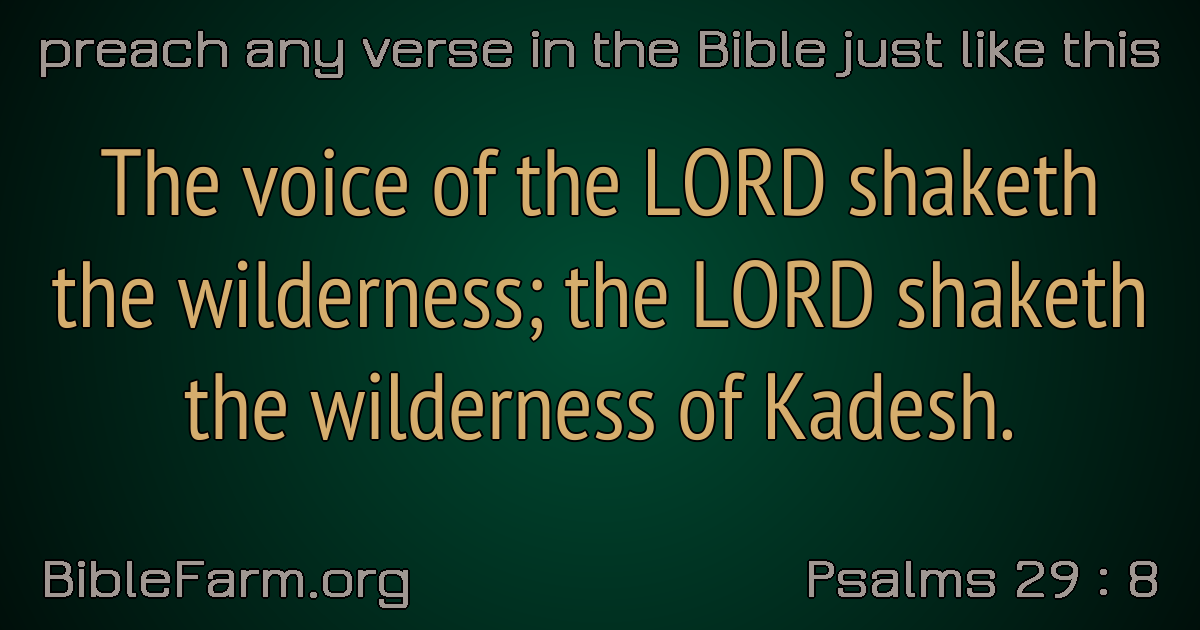 preach any verse in the Bible just like this
The voice of the LORD shaketh
the wilderness; the LORD shaketh
the wilderness of Kadesh.
BibleFarm.org
Psalms 29 : 8